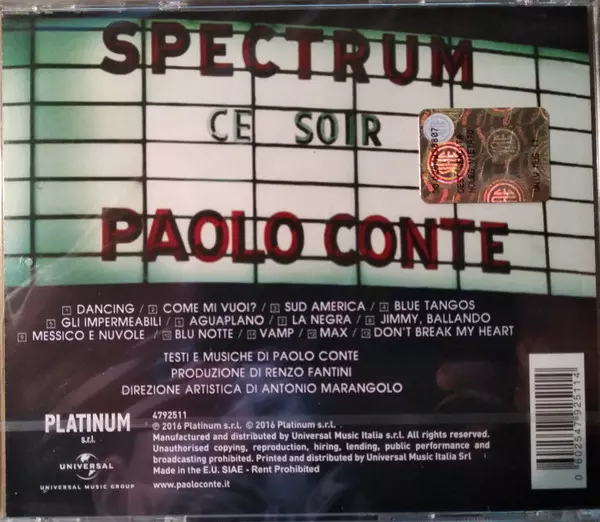 SPECTRUM
CE SOIR
PAOLO CONTE
1 DANCING / 2 COME MI VUOI? / 3 SUD AMERICA / 4 BLUE TANGOS
5 GLI IMPERMEABILI / 6 AGUAPLANO / 7 LA NEGRA / 8 JIMMY, BALLANDO
9 MESSICO E NUVOLE / 10 BLU NOTTE / 11 VAMP / 12 MAX / 13 DON'T BREAK MY HEART
TESTI E MUSICHE DI PAOLO CONTE
PRODUZIONE DI RENZO FANTINI
DIREZIONE ARTISTICA DI ANTONIO MARANGOLO
PLATINUM
s.r.l.
UNIVERSAL
UNIVERSAL MUSIC GROUP
4792511
℗ 2016 Platinum s.r.l. © 2016 Platinum s.r.l.
Manufactured and distributed by Universal Music Italia s.r.l. All rights reserved.
Unauthorised copying, reproduction, hiring, lending, public performance and
broadcasting prohibited. Printed and distributed by Universal Music Italia Srl
Made in the E.U. SIAE - Rent Prohibited
www.paoloconte.it
0 602547 925114